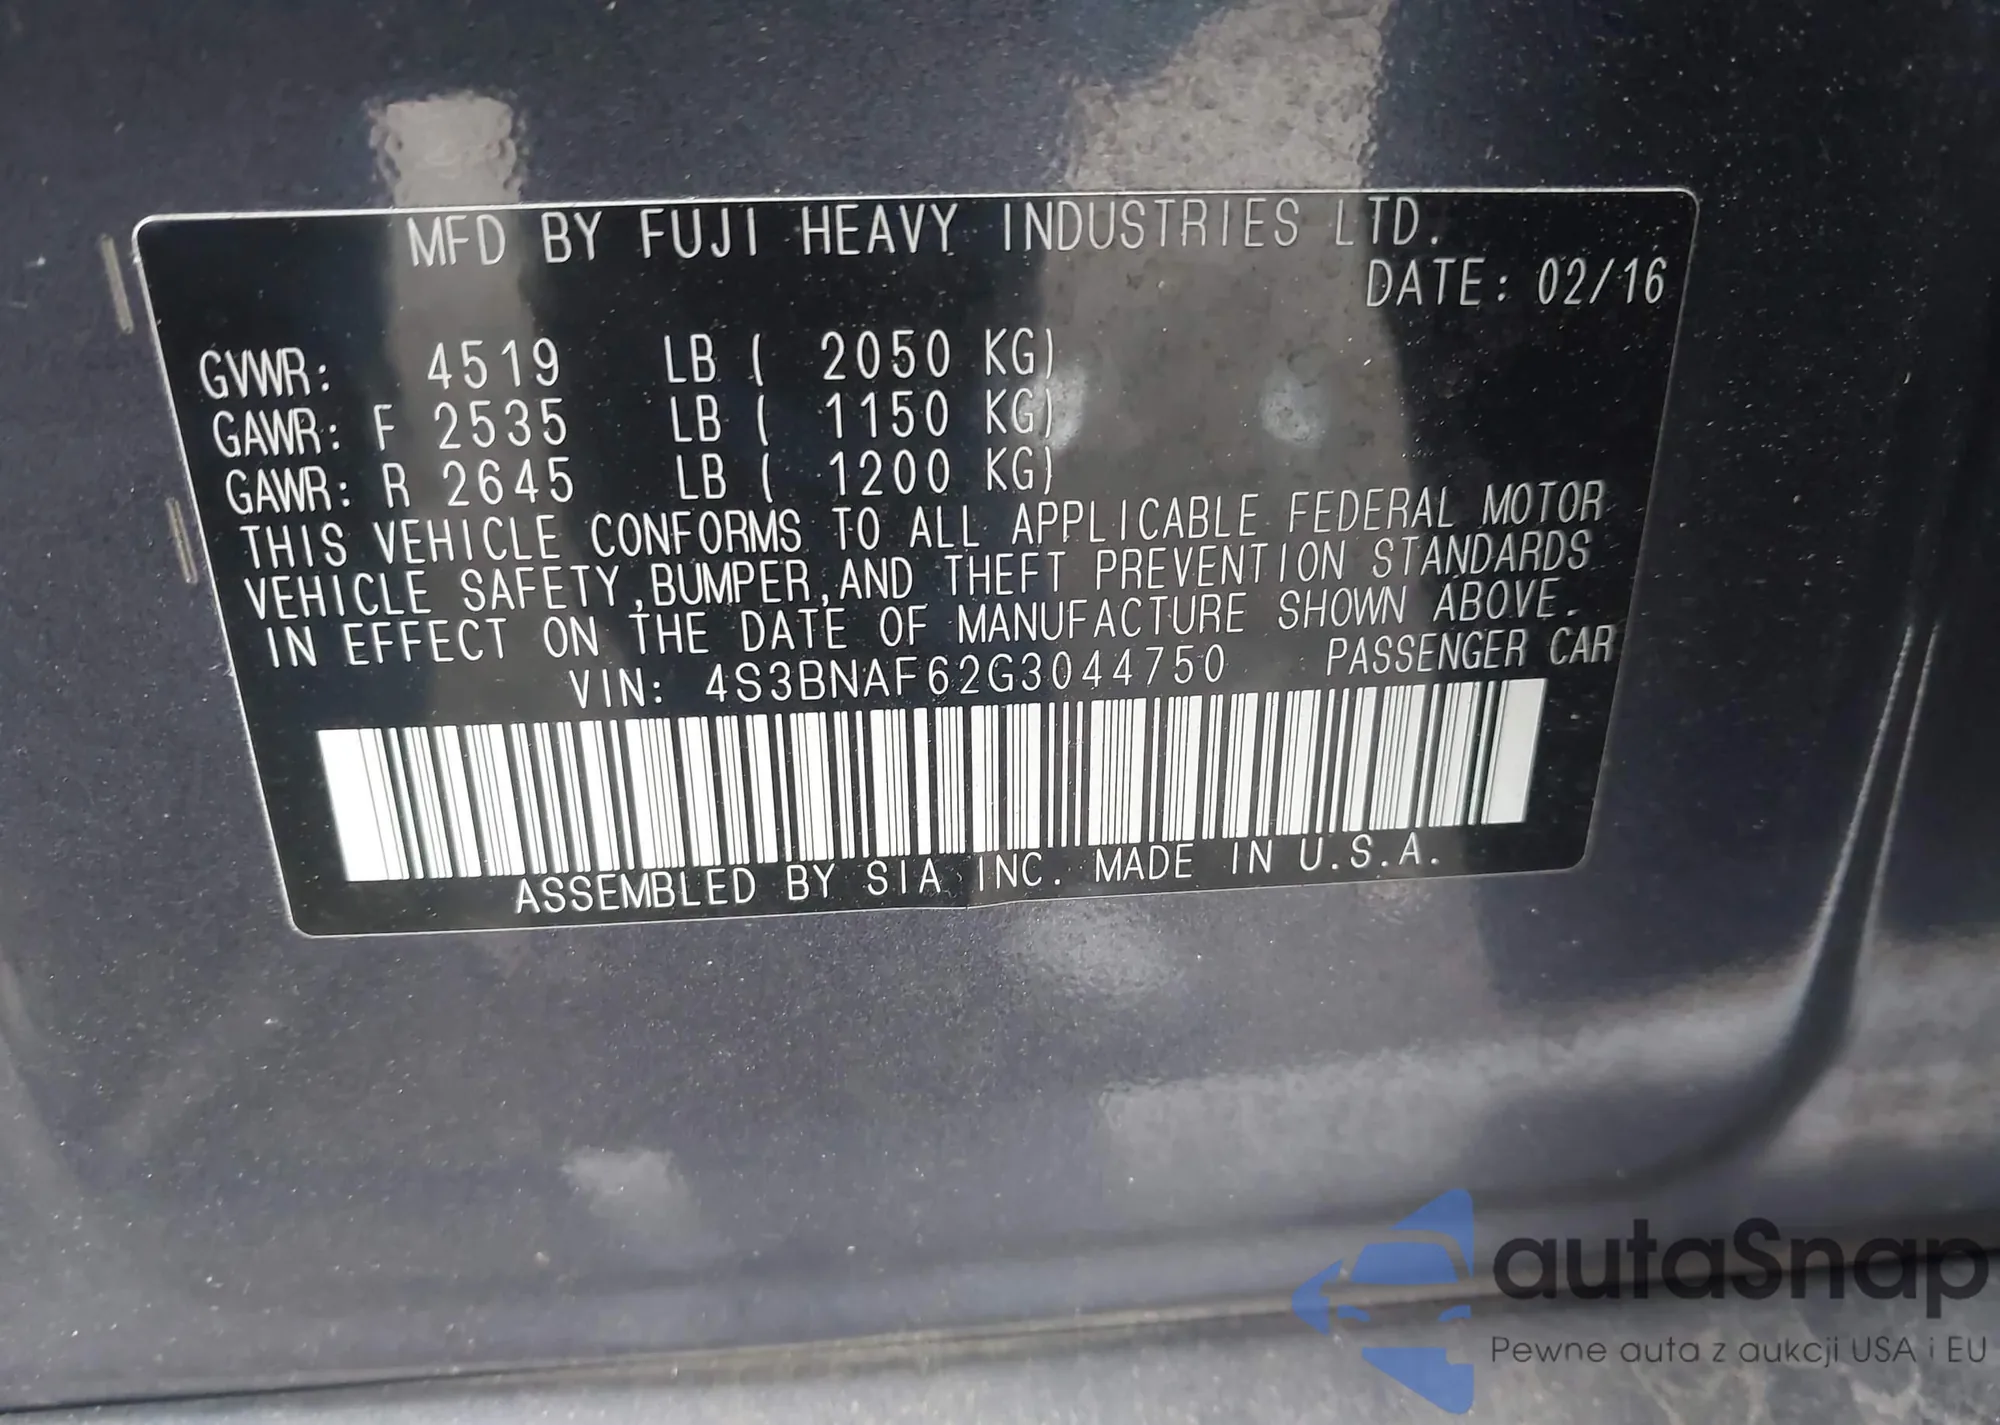 MFD BY FUJI HEAVY INDUSTRIES LTD.
DATE: 02/16
GVWR: 4519 LB ( 2050 KG)
GAWR: F 2535 LB ( 1150 KG)
GAWR: R 2645 LB ( 1200 KG)
THIS VEHICLE CONFORMS TO ALL APPLICABLE FEDERAL MOTOR
VEHICLE SAFETY,BUMPER,AND THEFT PREVENTION STANDARDS
IN EFFECT ON THE DATE OF MANUFACTURE SHOWN ABOVE.
VIN: 4S3BNAF62G3044750 PASSENGER CAR
ASSEMBLED BY SIA INC. MADE IN U.S.A.
autaSnap
Pewne auta z aukcji USA i EU